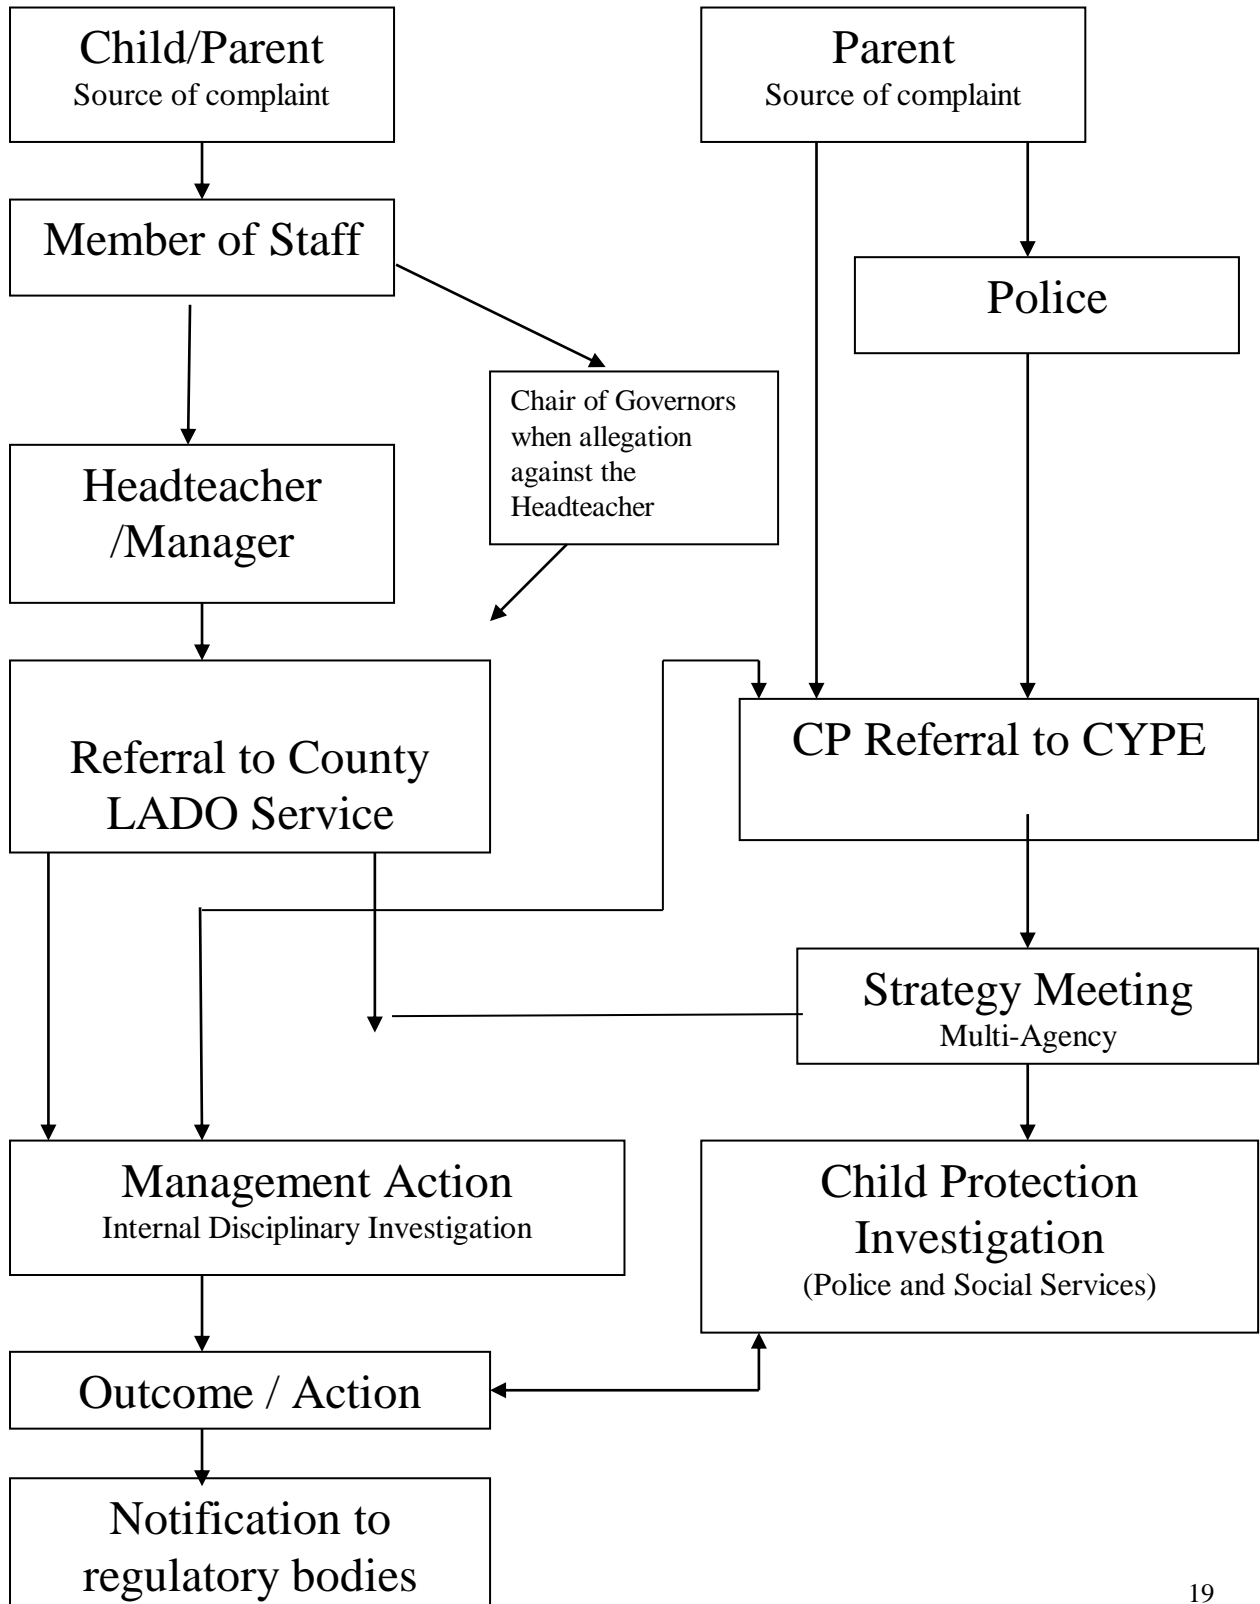 Child/Parent
Source of complaint
Parent
Source of complaint
Member of Staff
Police
Chair of Governors
when allegation
against the
Headteacher
Headteacher
/Manager
Referral to County
LADO Service
CP Referral to CYPE
Strategy Meeting
Multi-Agency
Management Action
Internal Disciplinary Investigation
Child Protection
Investigation
(Police and Social Services)
Outcome / Action
Notification to
regulatory bodies
19